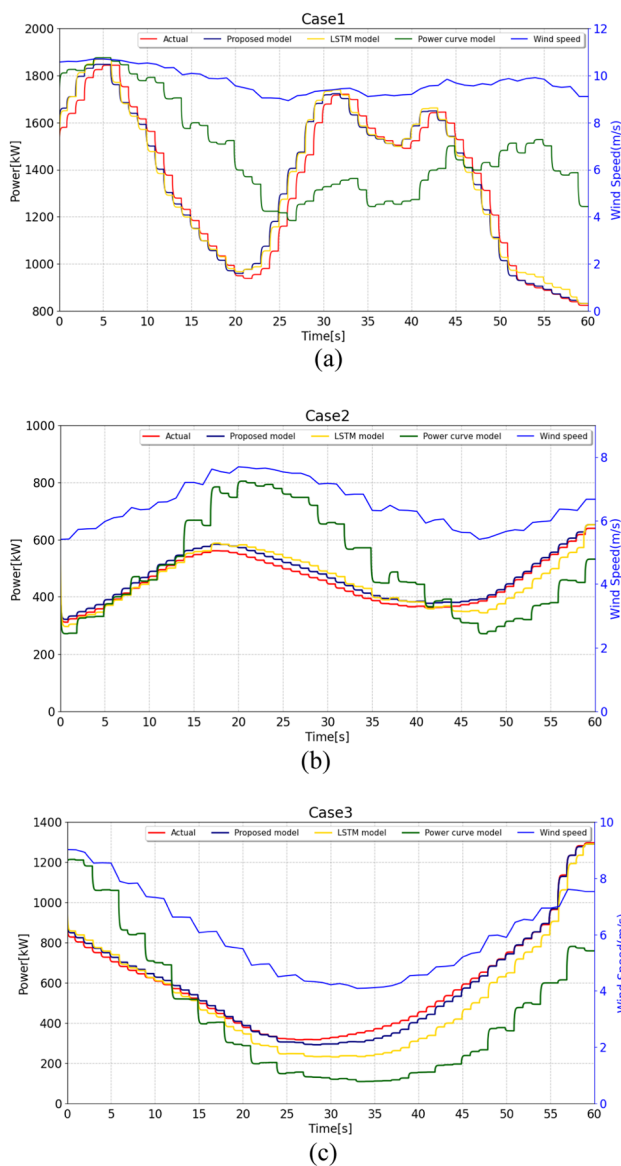 Case1
Actual Proposed model LSTM model Power curve model Wind speed
Power[kW]
2000
1800
1600
1400
1200
1000
800
Wind Speed(m/s)
12
10
8
6
4
2
0
0 5 10 15 20 25 30 35 40 45 50 55 60
Time[s]
(a)
Case2
Actual Proposed model LSTM model Power curve model Wind speed
Power[kW]
1000
800
600
400
200
0
Wind Speed(m/s)
8
6
4
2
0
0 5 10 15 20 25 30 35 40 45 50 55 60
Time[s]
(b)
Case3
Actual Proposed model LSTM model Power curve model Wind speed
Power[kW]
1400
1200
1000
800
600
400
200
0
Wind Speed(m/s)
10
8
6
4
2
0
0 5 10 15 20 25 30 35 40 45 50 55 60
Time[s]
(c)